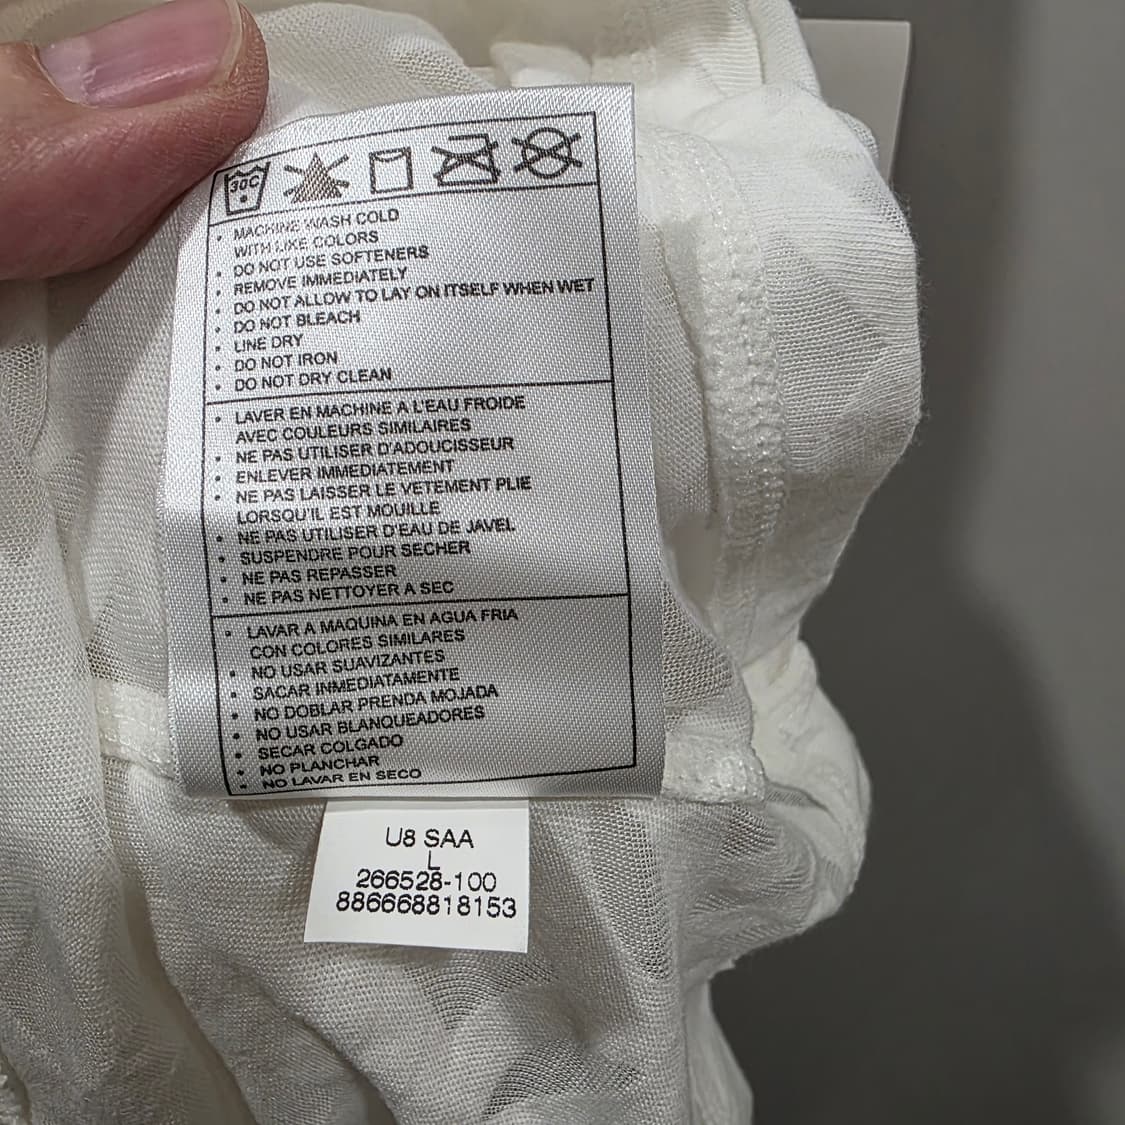 30C
• MACHINE WASH COLD
WITH LIKE COLORS
• DO NOT USE SOFTENERS
• REMOVE IMMEDIATELY
• DO NOT ALLOW TO LAY ON ITSELF WHEN WET
• DO NOT BLEACH
• LINE DRY
• DO NOT IRON
• DO NOT DRY CLEAN
• LAVER EN MACHINE A L'EAU FROIDE
AVEC COULEURS SIMILAIRES
• NE PAS UTILISER D'ADOUCISSEUR
• ENLEVER IMMEDIATEMENT
• NE PAS LAISSER LE VETEMENT PLIE
LORSQU'IL EST MOUILLE
• NE PAS UTILISER D'EAU DE JAVEL
• SUSPENDRE POUR SECHER
• NE PAS REPASSER
• NE PAS NETTOYER A SEC
• LAVAR A MAQUINA EN AGUA FRIA
CON COLORES SIMILARES
• NO USAR SUAVIZANTES
• SACAR INMEDIATAMENTE
• NO DOBLAR PRENDA MOJADA
• NO USAR BLANQUEADORES
• SECAR COLGADO
• NO PLANCHAR
• NO LAVAR EN SECO
U8 SAA
L
266528-100
886668818153